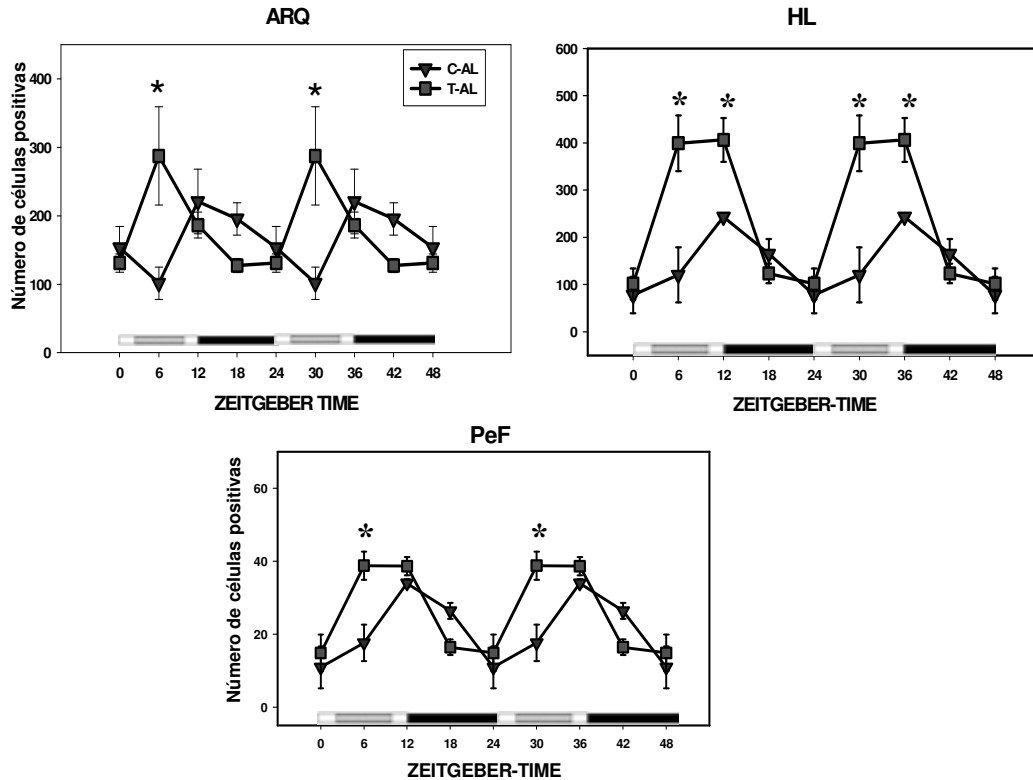 ARQ
Número de células positivas
400
300
200
100
0
* *
C-AL
T-AL
0 6 12 18 24 30 36 42 48
ZEITGEBER TIME
HL
600
500
400
300
200
100
0
* * * *
0 6 12 18 24 30 36 42 48
ZEITGEBER-TIME
PeF
Número de células positivas
60
40
20
0
* *
0 6 12 18 24 30 36 42 48
ZEITGEBER-TIME